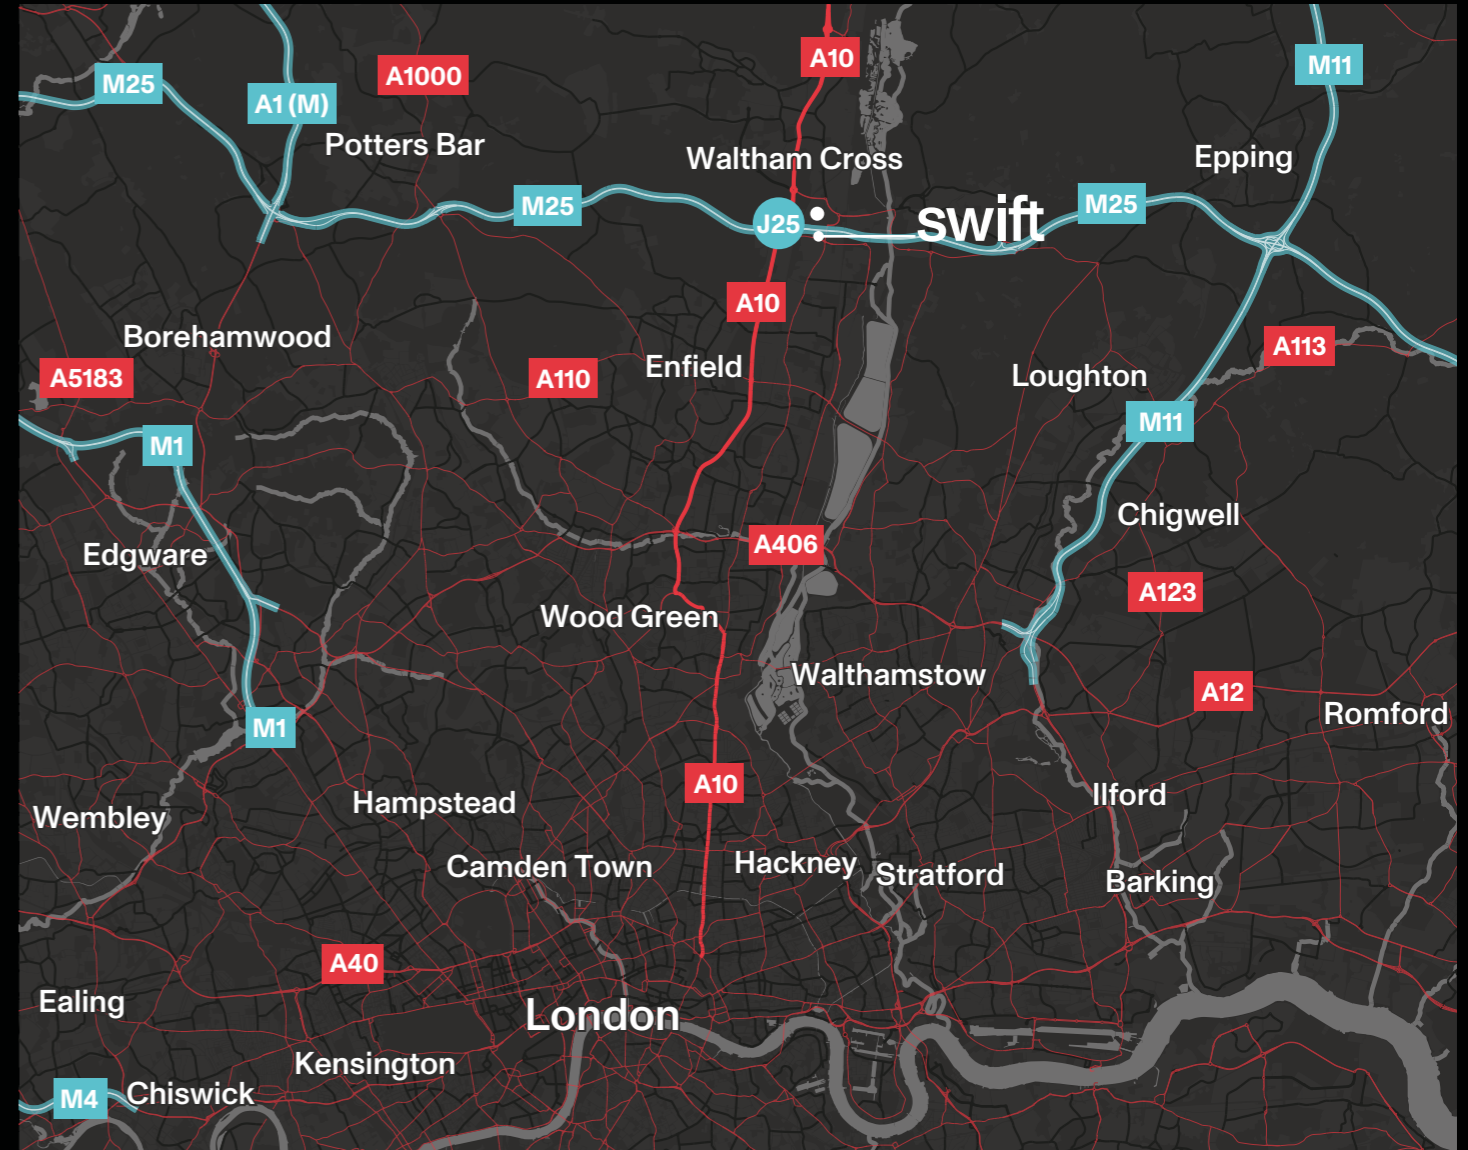 A10
M11
M25
A1000
A1 (M)
Potters Bar
Waltham Cross
Epping
M25
M25
J25
swift
A10
Borehamwood
A113
A5183
A110
Enfield
Loughton
M11
M1
Chigwell
Edgware
A406
A123
Wood Green
Walthamstow
A12
Romford
M1
A10
Ilford
Hampstead
Wembley
Camden Town
Hackney
Stratford
Barking
A40
Ealing
London
Kensington
M4
Chiswick